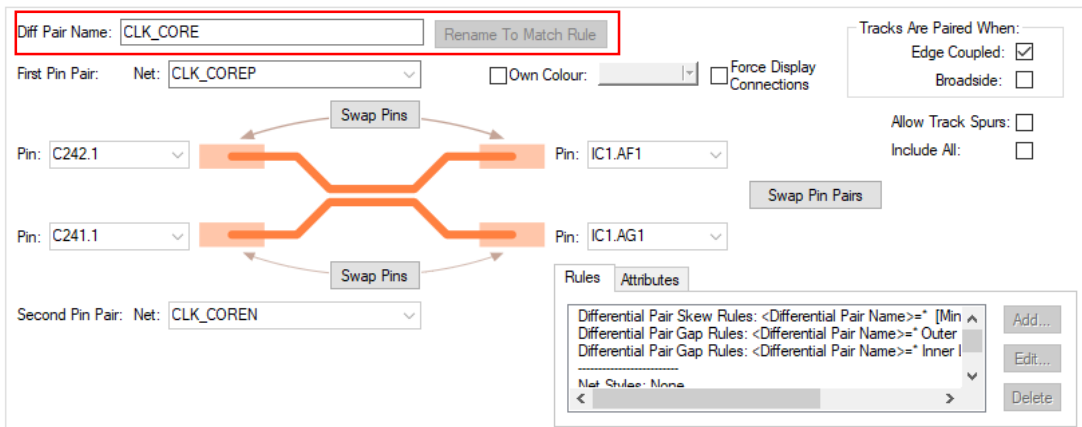 Diff Pair Name: CLK_CORE Rename To Match Rule
Tracks Are Paired When:
Edge Coupled:
Broadside:
First Pin Pair: Net: CLK_COREP
Own Colour:
Force Display
Connections
Swap Pins
Allow Track Spurs:
Include All:
Pin: C242.1
Pin: IC1.AF1
Swap Pin Pairs
Pin: C241.1
Pin: IC1.AG1
Swap Pins
Second Pin Pair: Net: CLK_COREN
Rules Attributes
Differential Pair Skew Rules: <Differential Pair Name>=* [Min
Differential Pair Gap Rules: <Differential Pair Name>=* Outer
Differential Pair Gap Rules: <Differential Pair Name>=* Inner
-------------------------
Net Styles: None
Add...
Edit...
Delete